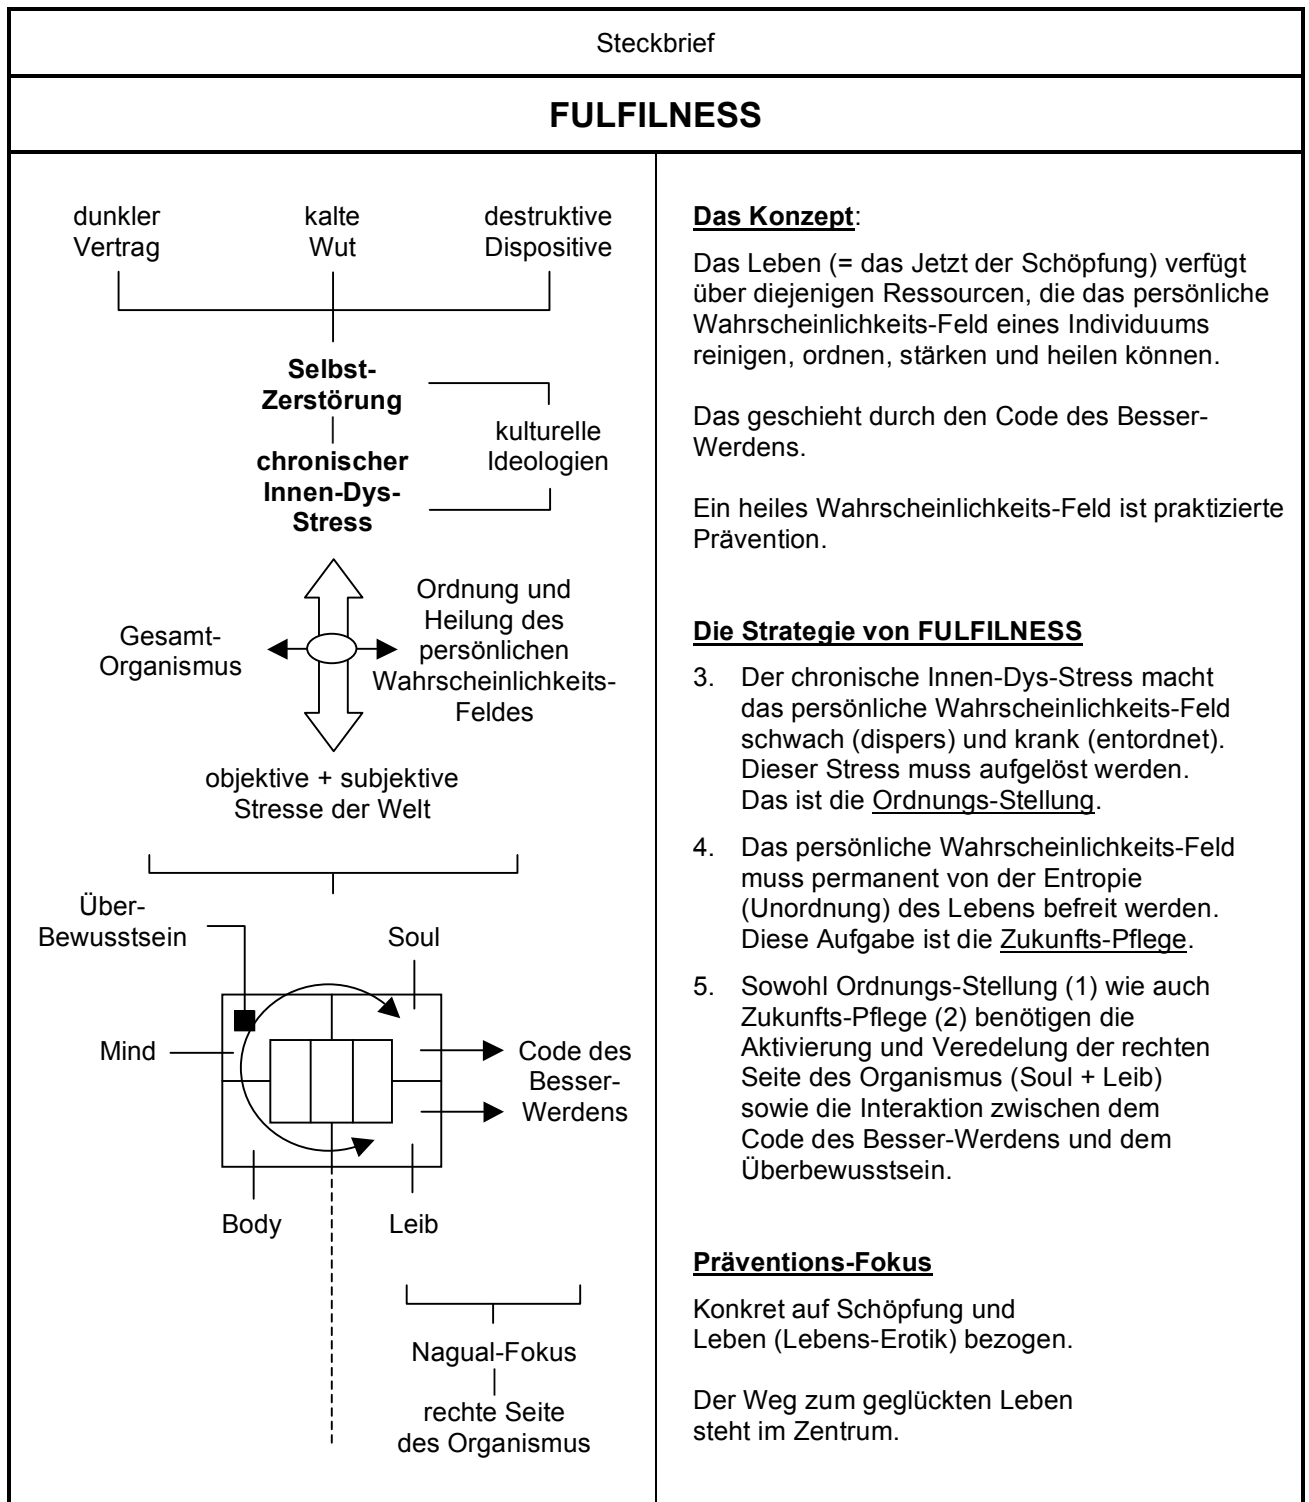 Steckbrief
FULFILNESS
dunkler
Vertrag
kalte
Wut
destruktive
Dispositive
Selbst-
Zerstörung
kulturelle
Ideologien
chronischer
Innen-Dys-
Stress
Gesamt-
Organismus
Ordnung und
Heilung des
persönlichen
Wahrscheinlichkeits-
Feldes
objektive + subjektive
Stresse der Welt
Über-
Bewusstsein
Soul
Mind
Code des
Besser-
Werdens
Body
Leib
Nagual-Fokus
rechte Seite
des Organismus
Das Konzept:
Das Leben (= das Jetzt der Schöpfung) verfügt
über diejenigen Ressourcen, die das persönliche
Wahrscheinlichkeits-Feld eines Individuums
reinigen, ordnen, stärken und heilen können.
Das geschieht durch den Code des Besser-
Werdens.
Ein heiles Wahrscheinlichkeits-Feld ist praktizierte
Prävention.
Die Strategie von FULFILNESS
3. Der chronische Innen-Dys-Stress macht
das persönliche Wahrscheinlichkeits-Feld
schwach (dispers) und krank (entordnet).
Dieser Stress muss aufgelöst werden.
Das ist die Ordnungs-Stellung.
4. Das persönliche Wahrscheinlichkeits-Feld
muss permanent von der Entropie
(Unordnung) des Lebens befreit werden.
Diese Aufgabe ist die Zukunfts-Pflege.
5. Sowohl Ordnungs-Stellung (1) wie auch
Zukunfts-Pflege (2) benötigen die
Aktivierung und Veredelung der rechten
Seite des Organismus (Soul + Leib)
sowie die Interaktion zwischen dem
Code des Besser-Werdens und dem
Überbewusstsein.
Präventions-Fokus
Konkret auf Schöpfung und
Leben (Lebens-Erotik) bezogen.
Der Weg zum geglückten Leben
steht im Zentrum.